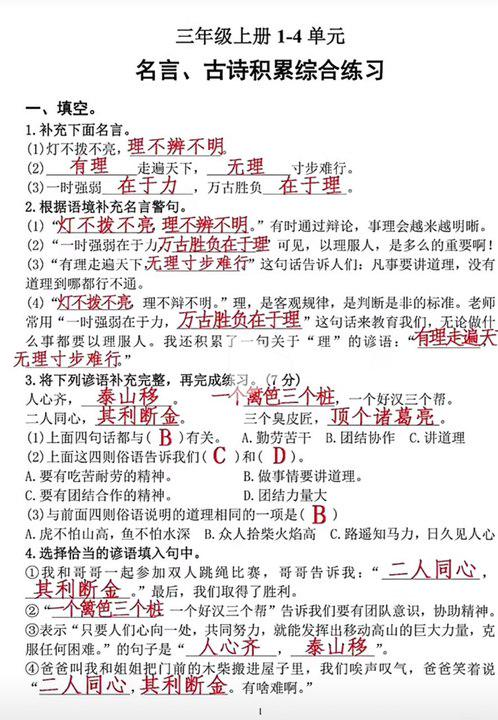 三年级上册 1-4 单元
名言、古诗积累综合练习
一、填空。
1.补充下面名言。
(1)灯不拨不亮,理不辨不明。
(2) 有理 走遍天下, 无理 寸步难行。
(3)一时强弱 在于力 ,万古胜负 在于理。
2.根据语境补充名言警句。
(1)“灯不拨不亮,理不辨不明。”有时通过辩论,事理会越来越明晰。
(2)“一时强弱在于力万古胜负在于理”可见,以理服人,是多么的重要啊!
(3)“有理走遍天下,无理寸步难行”这句话告诉人们:凡事要讲道理,没有
道理到哪都行不通。
(4)“灯不拨不亮,理不辩不明。”理,是客观规律,是判断是非的标准。老师
常用“一时强弱在于力,万古胜负在于理”这句话来教育我们,无论做什
么事都要以理服人。我还积累了一句关于“理”的谚语:“有理走遍天
无理寸步难行”
3.将下列谚语补充完整,再完成练习。(7 分)
人心齐, 泰山移 。 一个篱笆三个桩,一个好汉三个帮。
二人同心,其利断金。 三个臭皮匠,顶个诸葛亮。
(1)上面四句话都与( B )有关。 A.勤劳苦干 B.团结协作 C.讲道理
(2)上面这四则俗语告诉我们( C )和( D )。
A.要有吃苦耐劳的精神。 B.做事情要讲道理。
C.要有团结合作的精神。 D.团结力量大
(3)与前面四则俗语说明的道理相同的一项是( B )
A.虎不怕山高,鱼不怕水深 B.众人拾柴火焰高 C.路遥知马力,日久见人心
4.选择恰当的谚语填入句中。
①我和哥哥一起参加双人跳绳比赛,哥哥告诉我:“ 二人同心,
其利断金。”最后,我们取得了胜利。
②“一个篱笆三个桩 一个好汉三个帮”告诉我们要有团队意识,协助精神。
③表示“只要人们心向一处,共同努力,就能发挥出移动高山的巨大力量,克
服任何困难。”的句子是“ 人心齐 , 泰山移 。”
④爸爸叫我和姐姐把门前的木柴搬进屋子里,我们唉声叹气,爸爸笑着说
“二人同心,其利断金。有啥难啊。”
1